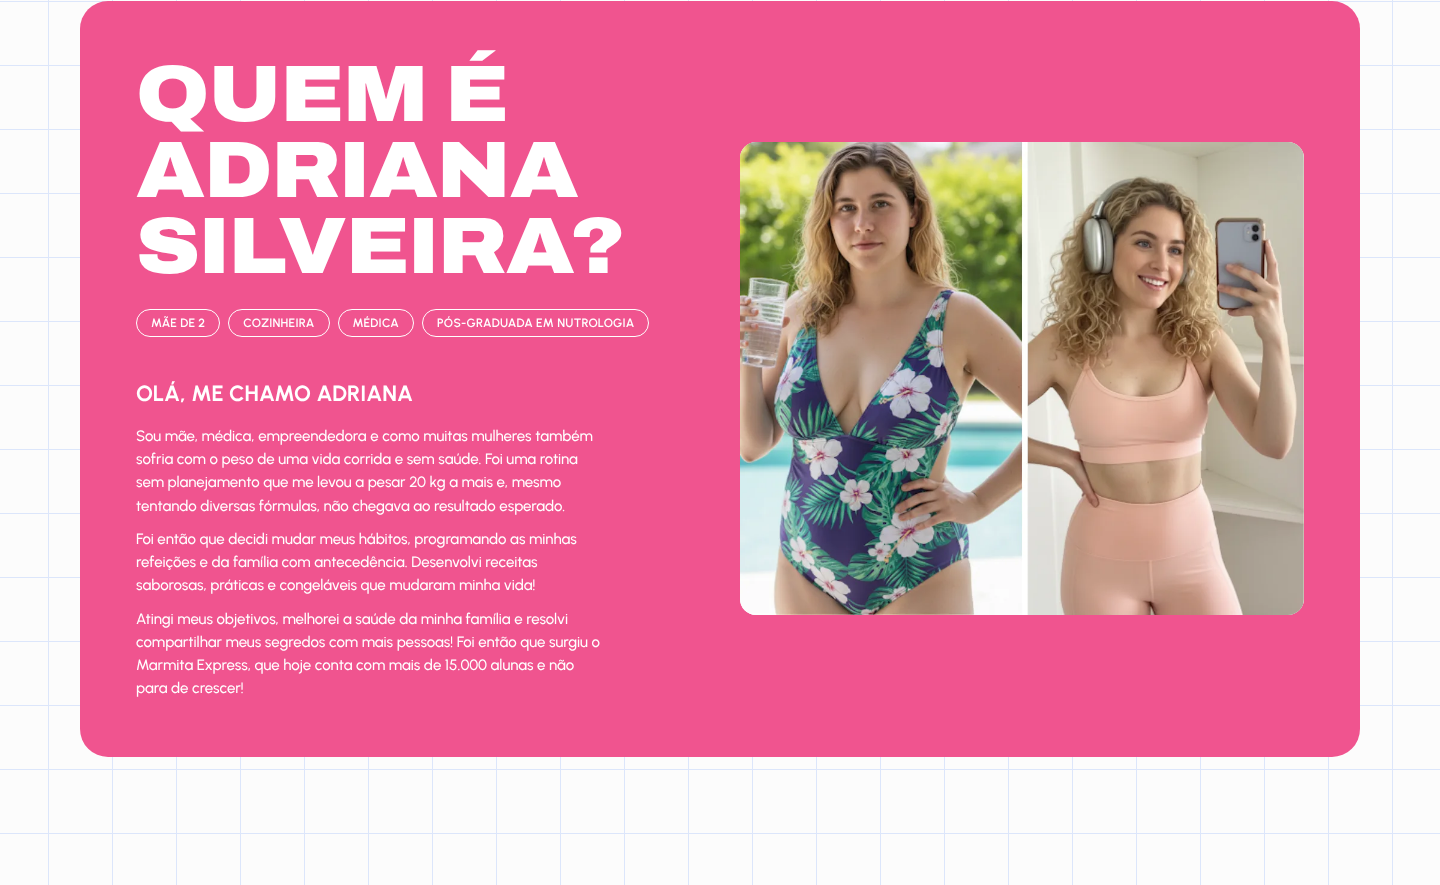 QUEM É
ADRIANA
SILVEIRA?
MÃE DE 2
COZINHEIRA
MÉDICA
PÓS-GRADUADA EM NUTROLOGIA
OLÁ, ME CHAMO ADRIANA
Sou mãe, médica, empreendedora e como muitas mulheres também
sofria com o peso de uma vida corrida e sem saúde. Foi uma rotina
sem planejamento que me levou a pesar 20 kg a mais e, mesmo
tentando diversas fórmulas, não chegava ao resultado esperado.
Foi então que decidi mudar meus hábitos, programando as minhas
refeições e da família com antecedência. Desenvolvi receitas
saborosas, práticas e congeláveis que mudaram minha vida!
Atingi meus objetivos, melhorei a saúde da minha família e resolvi
compartilhar meus segredos com mais pessoas! Foi então que surgiu o
Marmita Express, que hoje conta com mais de 15.000 alunas e não
para de crescer!